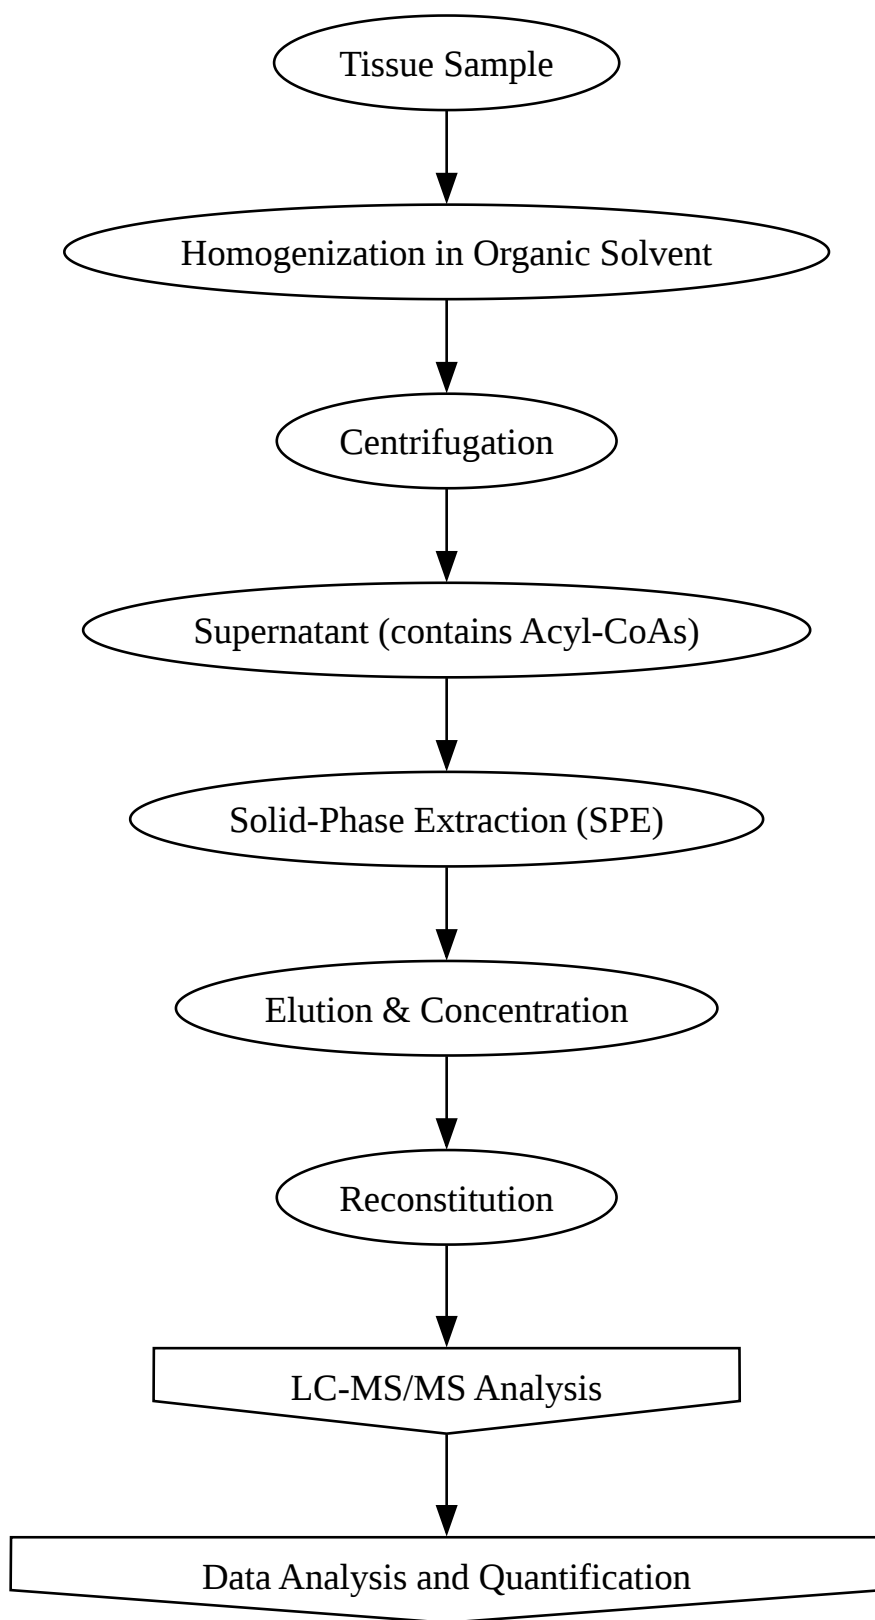 Tissue Sample
Homogenization in Organic Solvent
Centrifugation
Supernatant (contains Acyl-CoAs)
Solid-Phase Extraction (SPE)
Elution & Concentration
Reconstitution
LC-MS/MS Analysis
Data Analysis and Quantification